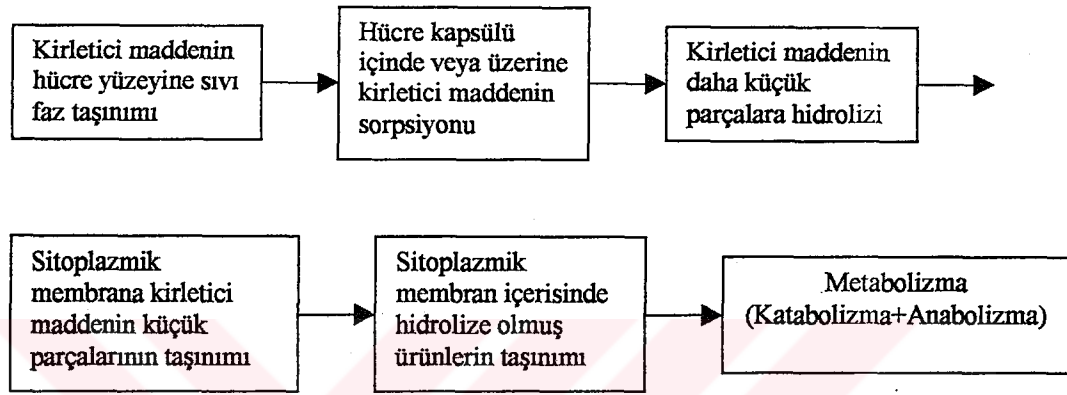 Kirletici maddenin
hücre yüzeyine sıvı
faz taşınımı
Hücre kapsülü
içinde veya üzerine
kirletici maddenin
sorpsiyonu
Kirletici maddenin
daha küçük
parçalara hidrolizi
Sitoplazmik
membrana kirletici
maddenin küçük
parçalarının taşınımı
Sitoplazmik
membran içerisinde
hidrolize olmuş
ürünlerin taşınımı
Metabolizma
(Katabolizma+Anabolizma)